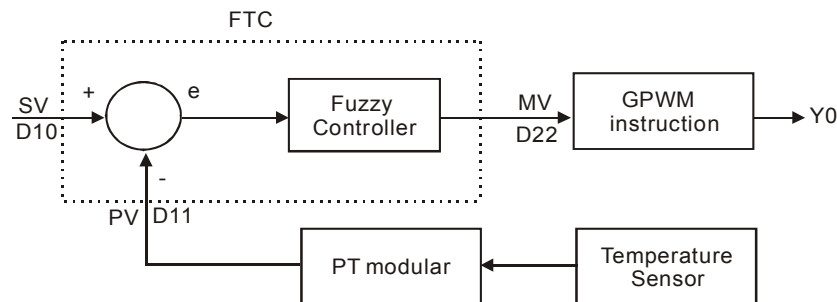 FTC
SV
D10
+
e
-
Fuzzy
Controller
MV
D22
GPWM
instruction
Y0
PV
D11
PT modular
Temperature
Sensor